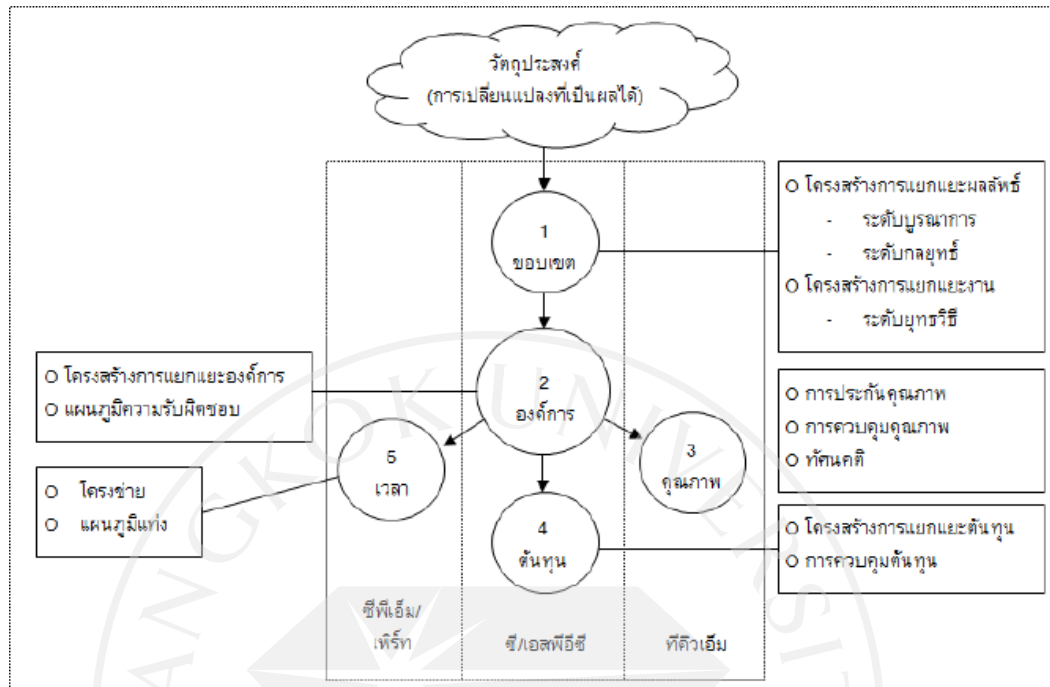 วัตถุประสงค์
(การเปลี่ยนแปลงที่เป็นผลได้)
1
ขอบเขต
O โครงสร้างการแยกแยะผลลัพธ์
- ระดับบูรณาการ
- ระดับกลยุทธ์
O โครงสร้างการแยกแยะงาน
- ระดับยุทธวิธี
2
องค์การ
O โครงสร้างการแยกแยะองค์การ
O แผนภูมิความรับผิดชอบ
3
คุณภาพ
O การประกันคุณภาพ
O การควบคุมคุณภาพ
O ทัศนคติ
5
เวลา
O โครงข่าย
O แผนภูมิแท่ง
4
ต้นทุน
O โครงสร้างการแยกแยะต้นทุน
O การควบคุมต้นทุน
ซีพีเอ็ม/
เพิร์ท
ซี/เอสพีอีซี
ทีคิวเอ็ม
ANGKOK UNIVERSIT